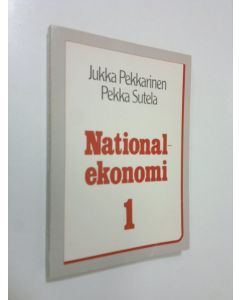 Jukka Pekkarinen
Pekka Sutela
National-
ekonomi
1